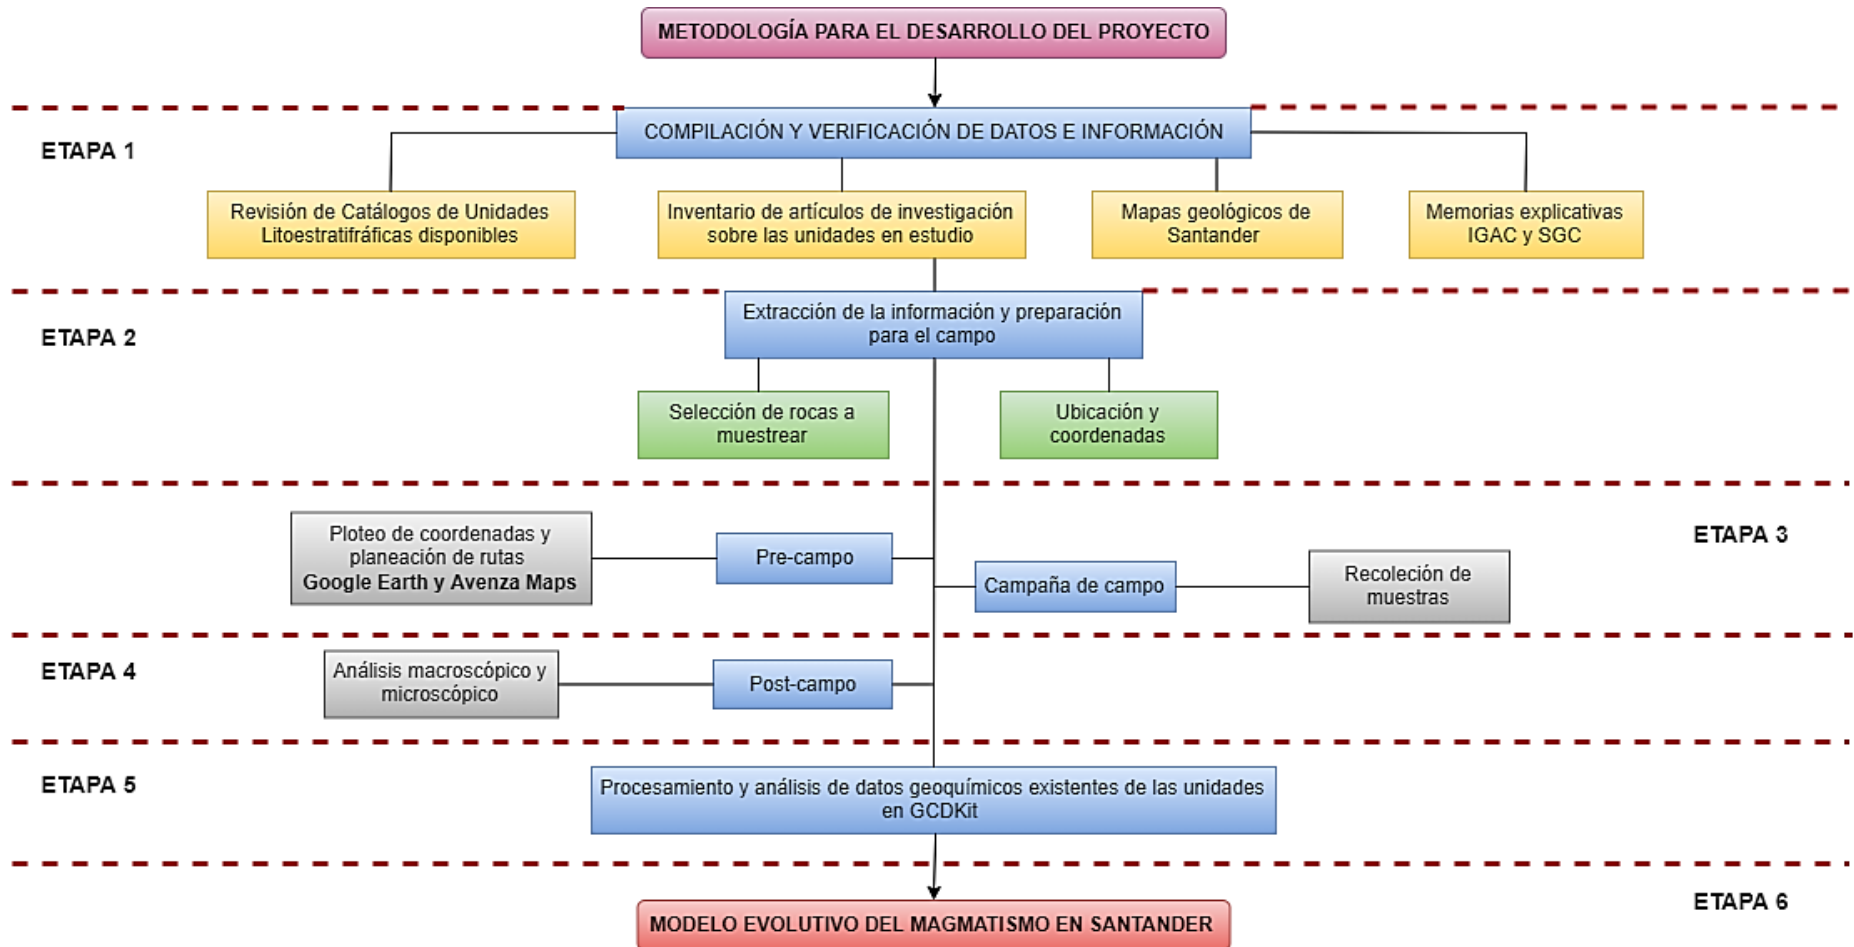 METODOLOGÍA PARA EL DESARROLLO DEL PROYECTO
ETAPA 1
COMPILACIÓN Y VERIFICACIÓN DE DATOS E INFORMACIÓN
Revisión de Catálogos de Unidades
Litoestratifráficas disponibles
Inventario de artículos de investigación
sobre las unidades en estudio
Mapas geológicos de
Santander
Memorias explicativas
IGAC y SGC
ETAPA 2
Extracción de la información y preparación
para el campo
Selección de rocas a
muestrear
Ubicación y
coordenadas
ETAPA 3
Ploteo de coordenadas y
planeación de rutas
Google Earth y Avenza Maps
Pre-campo
Campaña de campo
Recoleción de
muestras
ETAPA 4
Análisis macroscópico y
microscópico
Post-campo
ETAPA 5
Procesamiento y análisis de datos geoquímicos existentes de las unidades
en GCDKit
ETAPA 6
MODELO EVOLUTIVO DEL MAGMATISMO EN SANTANDER